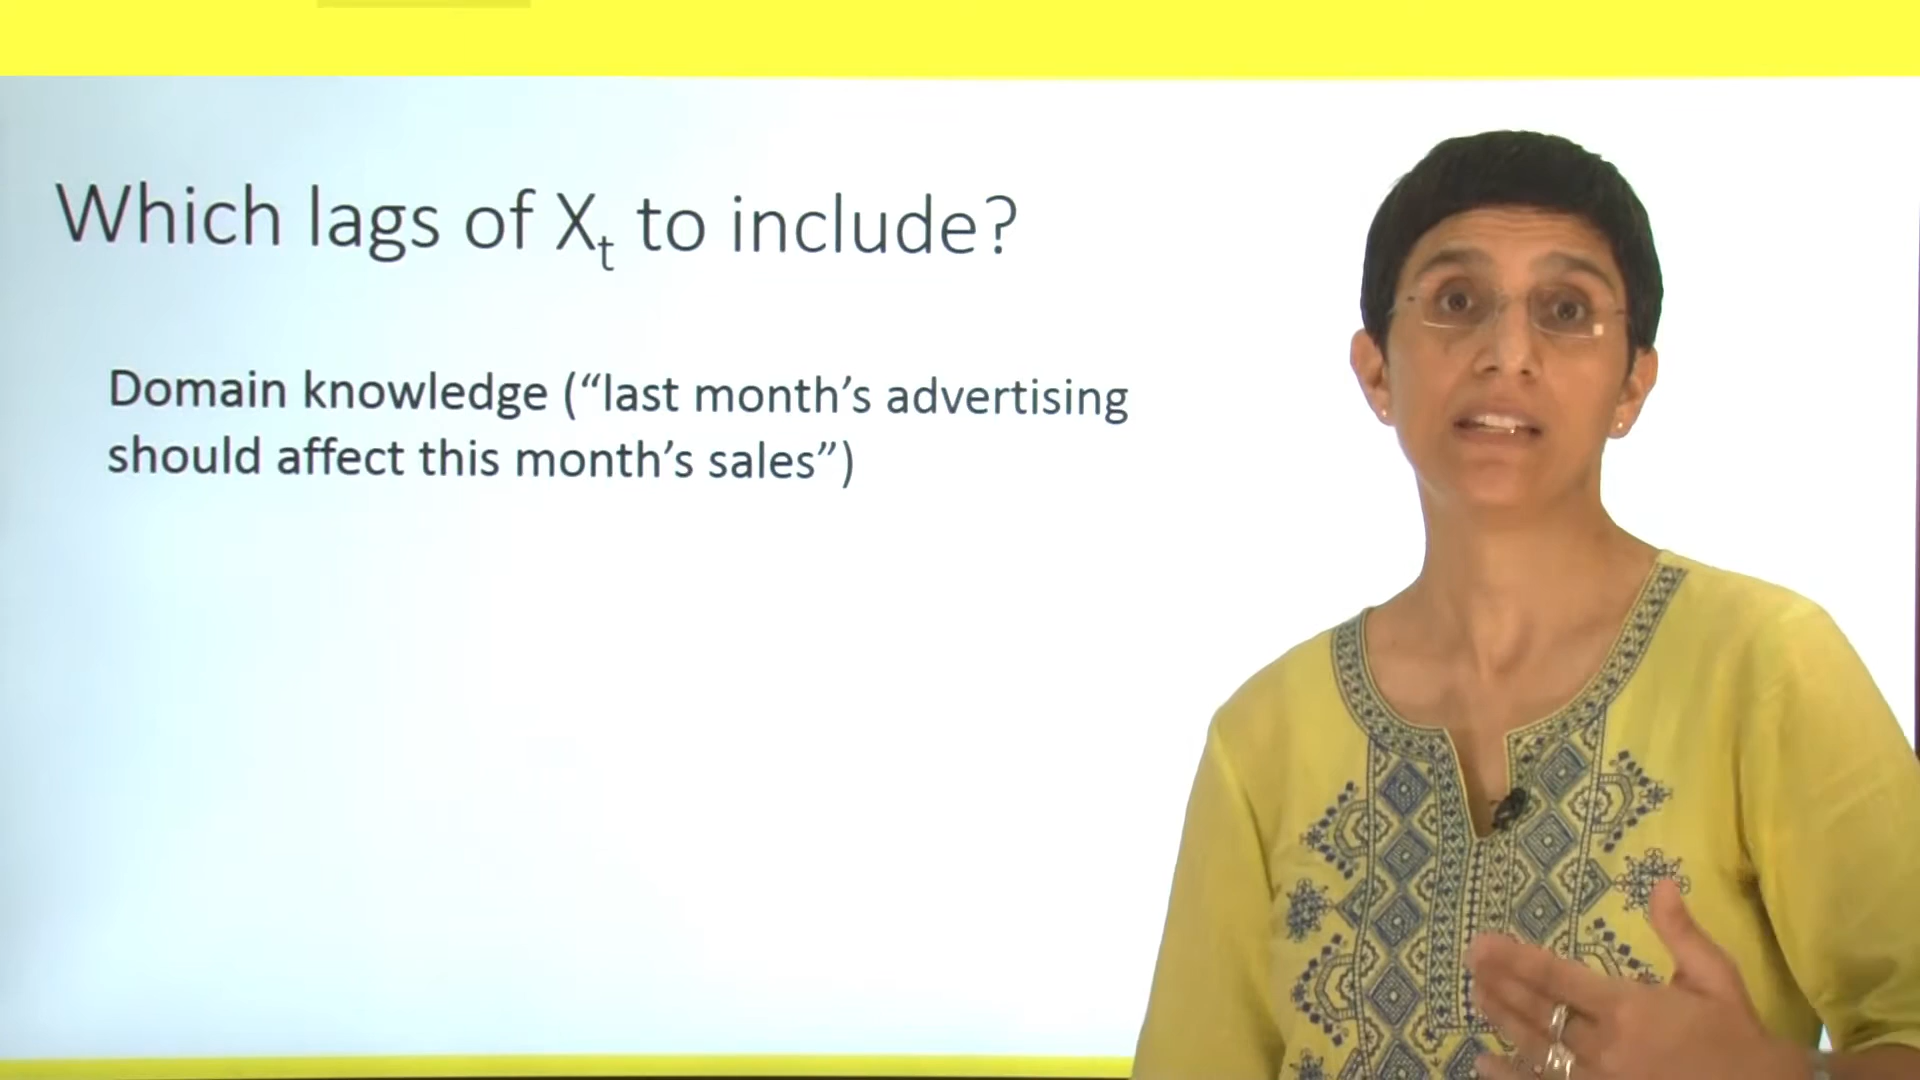 Which lags of Xt to include?
Domain knowledge (“last month’s advertising
should affect this month’s sales”)